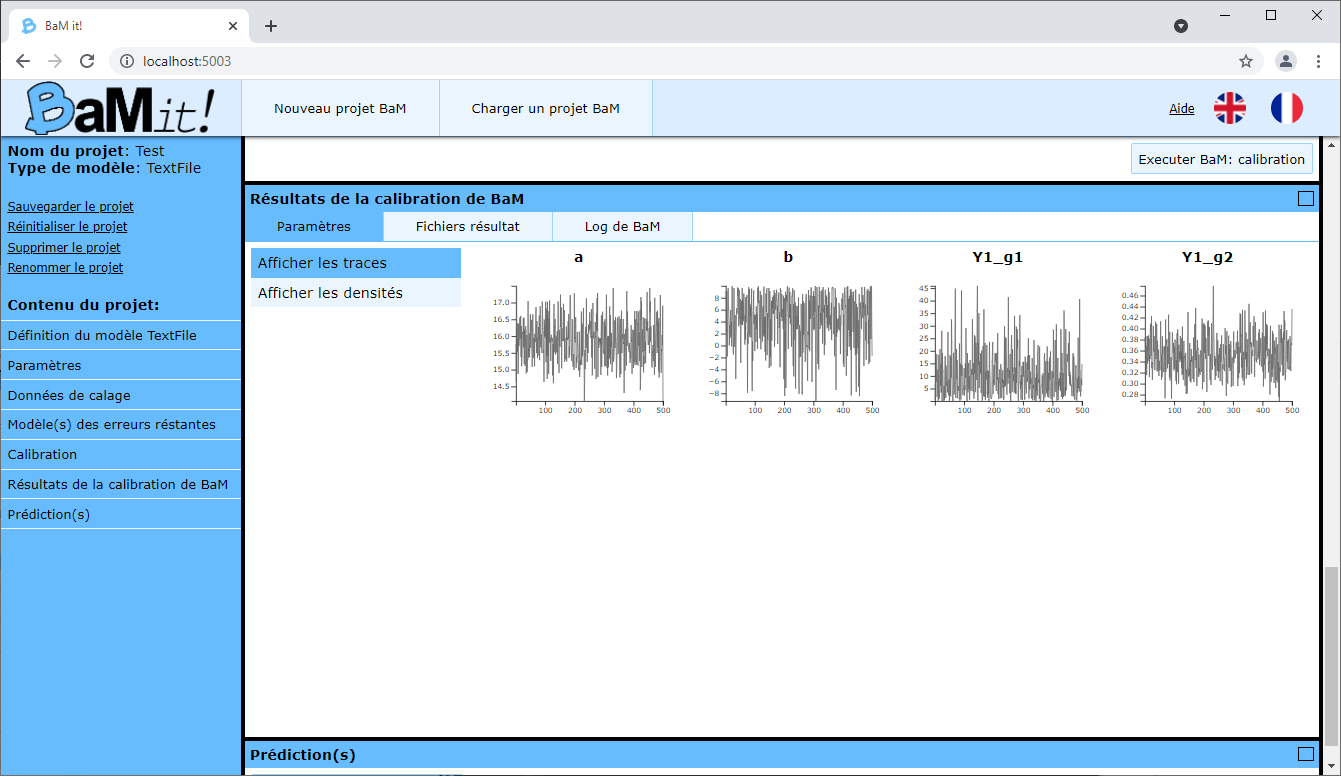 BaM it!
localhost:5003
BaMit!
Nouveau projet BaM
Charger un projet BaM
Aide
Nom du projet: Test
Type de modèle: TextFile
Sauvegarder le projet
Réinitialiser le projet
Supprimer le projet
Renommer le projet
Contenu du projet:
Définition du modèle TextFile
Paramètres
Données de calage
Modèle(s) des erreurs réstantes
Calibration
Résultats de la calibration de BaM
Prédiction(s)
Executer BaM: calibration
Résultats de la calibration de BaM
Paramètres
Fichiers résultat
Log de BaM
Afficher les traces
Afficher les densités
a
17.0
16.5
16.0
15.5
15.0
14.5
100 200 300 400 500
b
8
6
4
2
0
−2
−4
−6
−8
100 200 300 400 500
Y1_g1
45
40
35
30
25
20
15
10
5
100 200 300 400 500
Y1_g2
0.46
0.44
0.42
0.40
0.38
0.36
0.34
0.32
0.30
0.28
100 200 300 400 500
Prédiction(s)